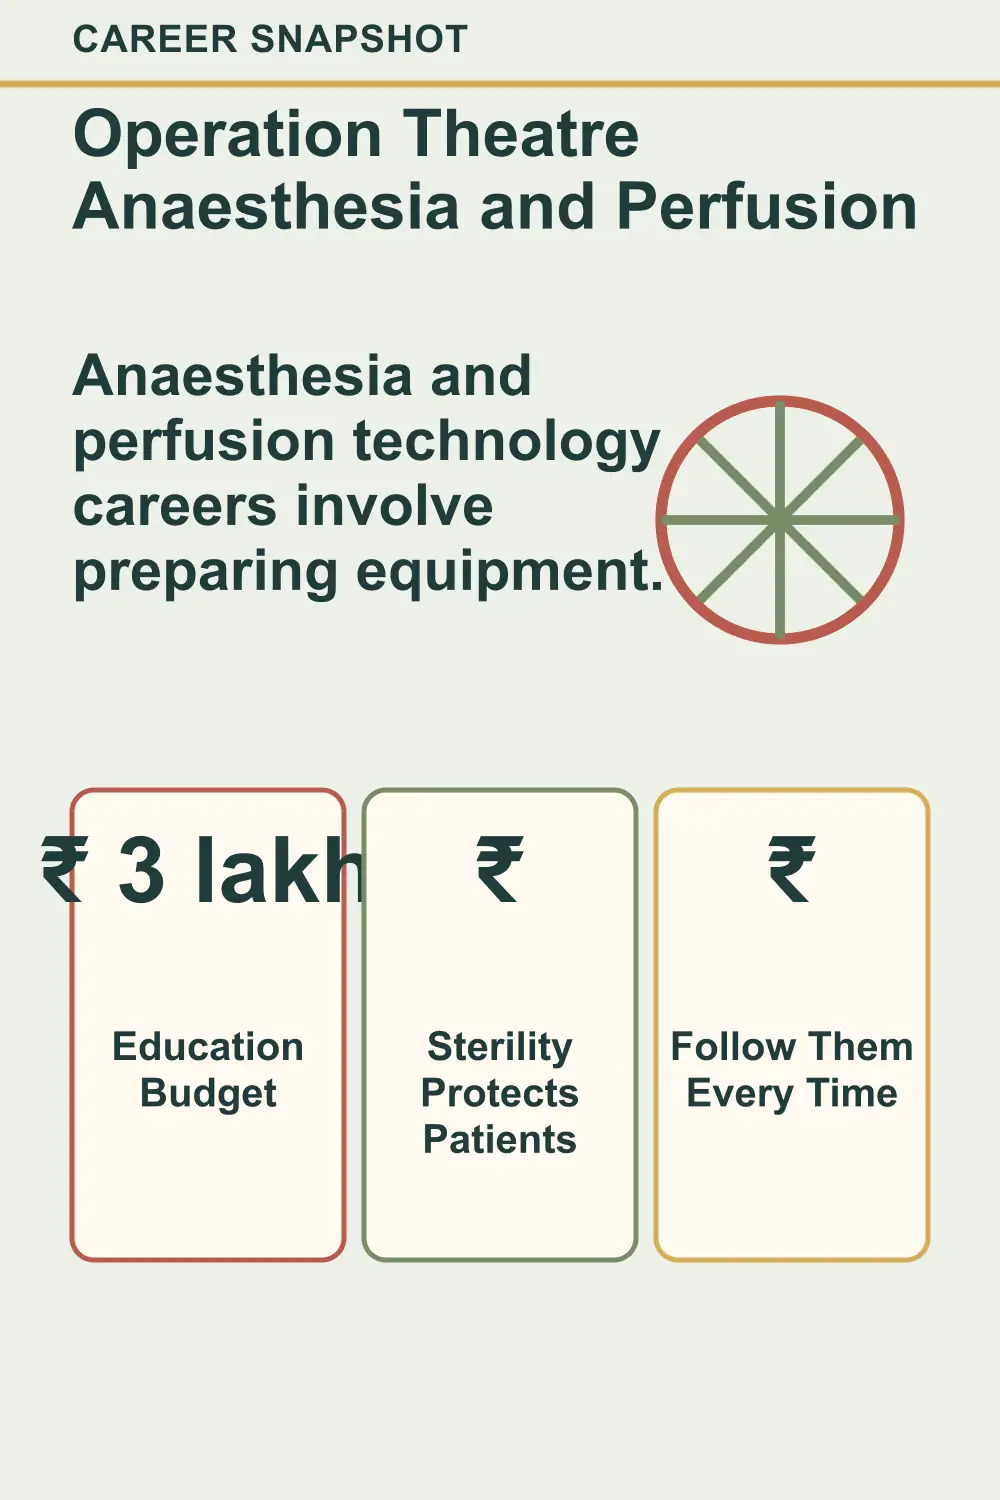 CAREER SNAPSHOT
Operation Theatre
Anaesthesia and Perfusion
Anaesthesia and
perfusion technology
careers involve
preparing equipment.
₹ 3 lakh
Education
Budget
₹
Sterility
Protects
Patients
₹
Follow Them
Every Time